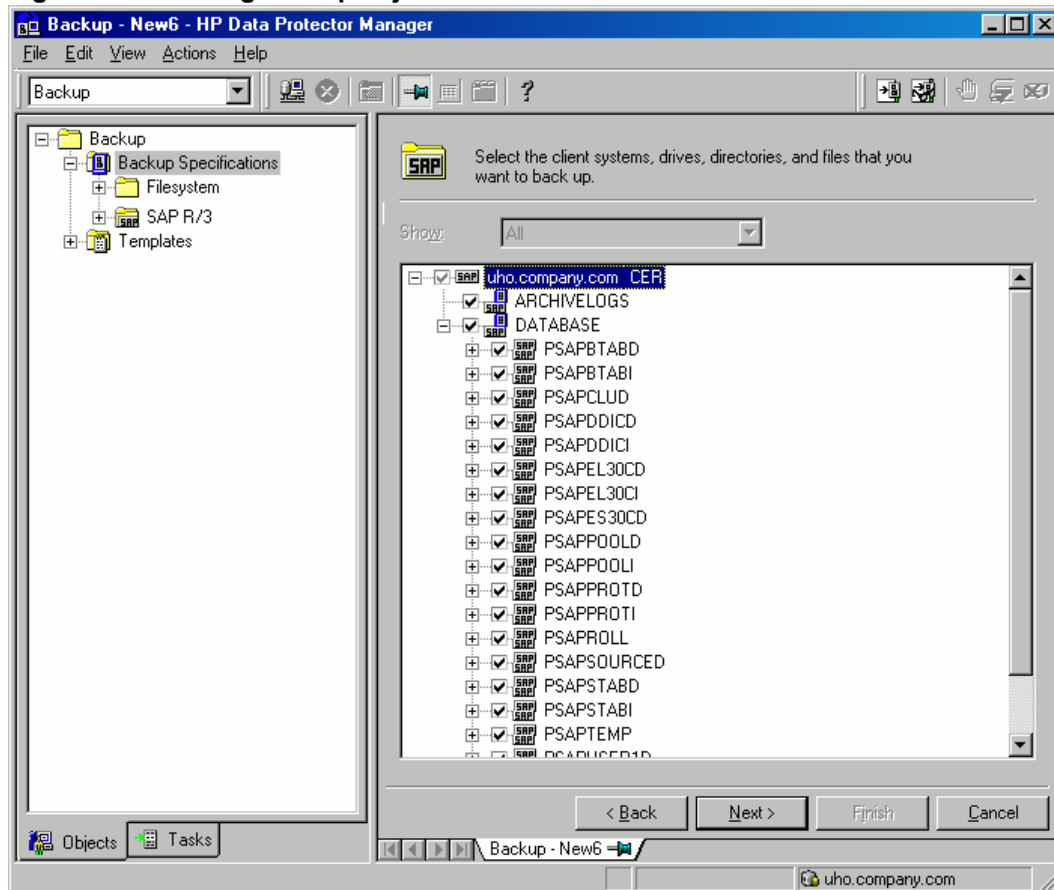 Backup - New6 - HP Data Protector Manager
File Edit View Actions Help
Backup
?
Backup
Backup Specifications
Filesystem
SAP R/3
Templates
SAP
Select the client systems, drives, directories, and files that you
want to back up.
Show: All
SAP uho.company.com CER
ARCHIVELOGS
DATABASE
PSAPBTABD
PSAPBTABI
PSAPCLUD
PSAPDDICD
PSAPDDICI
PSAPEL30CD
PSAPEL30CI
PSAPES30CD
PSAPPOOLD
PSAPPOOLI
PSAPPROTD
PSAPPROTI
PSAPROLL
PSAPSOURCED
PSAPSTABD
PSAPSTABI
PSAPTEMP
< Back Next > Finish Cancel
Objects Tasks
Backup - New6
uho.company.com